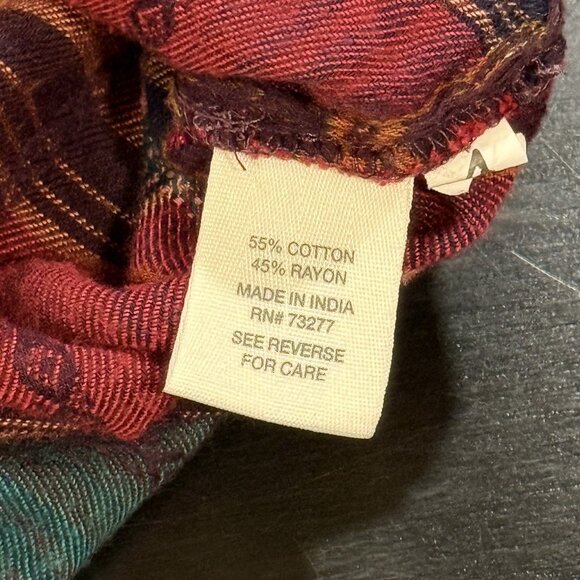 55% COTTON
45% RAYON
MADE IN INDIA
RN# 73277
SEE REVERSE
FOR CARE
A